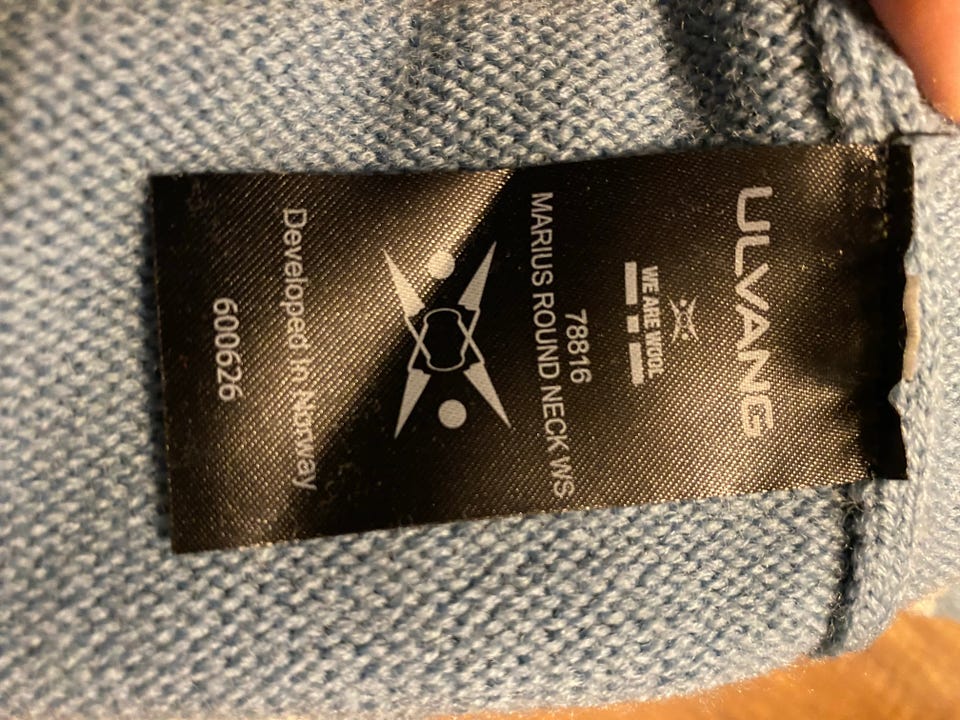 ULVANG
WE ARE WOOL
78816
MARIUS ROUND NECK WS
Developed In Norway
600626